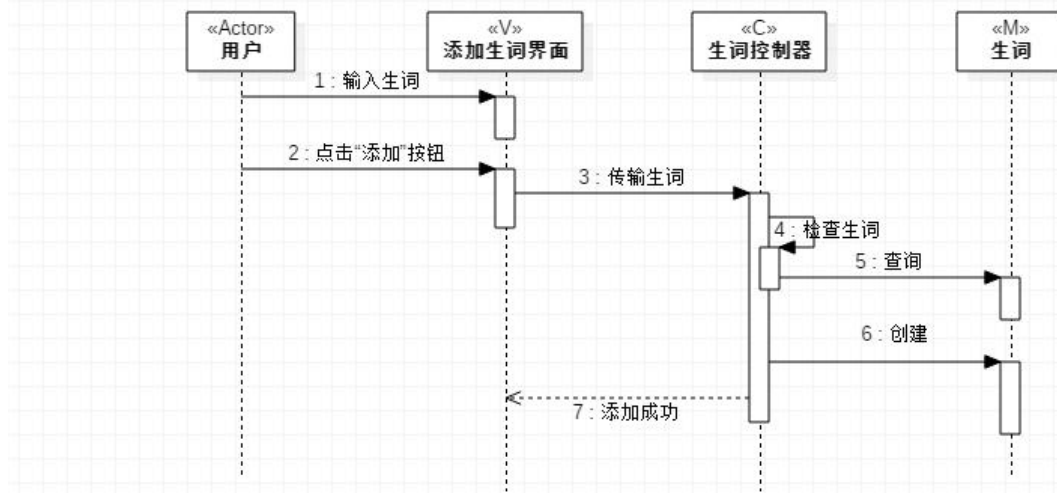 «Actor»
用户
«V»
添加生词界面
«C»
生词控制器
«M»
生词
1 : 输入生词
2 : 点击“添加”按钮
3 : 传输生词
4 : 检查生词
5 : 查询
6 : 创建
7 : 添加成功